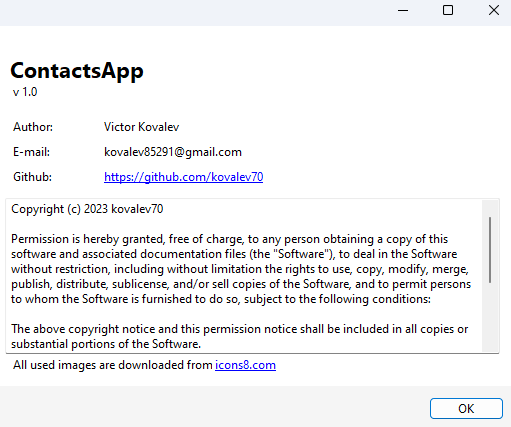 ContactsApp
v 1.0
Author: Victor Kovalev
E-mail: kovalev85291@gmail.com
Github: https://github.com/kovalev70
Copyright (c) 2023 kovalev70
Permission is hereby granted, free of charge, to any person obtaining a copy of this
software and associated documentation files (the "Software"), to deal in the Software
without restriction, including without limitation the rights to use, copy, modify, merge,
publish, distribute, sublicense, and/or sell copies of the Software, and to permit persons
to whom the Software is furnished to do so, subject to the following conditions:
The above copyright notice and this permission notice shall be included in all copies or
substantial portions of the Software.
All used images are downloaded from icons8.com
OK